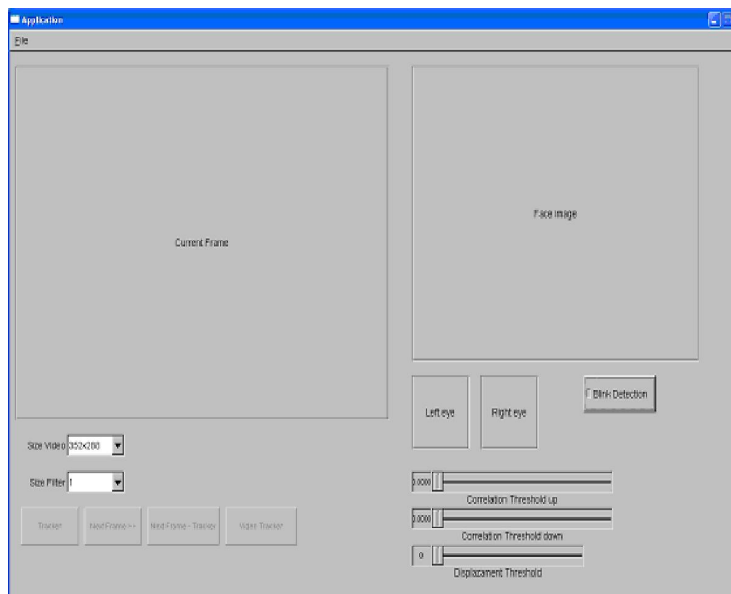 Application
File
Current Frame
Face Image
Left eye
Right eye
Blink Detection
Size Video 352x288
Size Filter 1
Tracker
Next Frame ->
Next Frame - Tracker
Video Tracker
0.0000
Correlation Threshold up
0.0000
Correlation Threshold down
0
Displacament Threshold